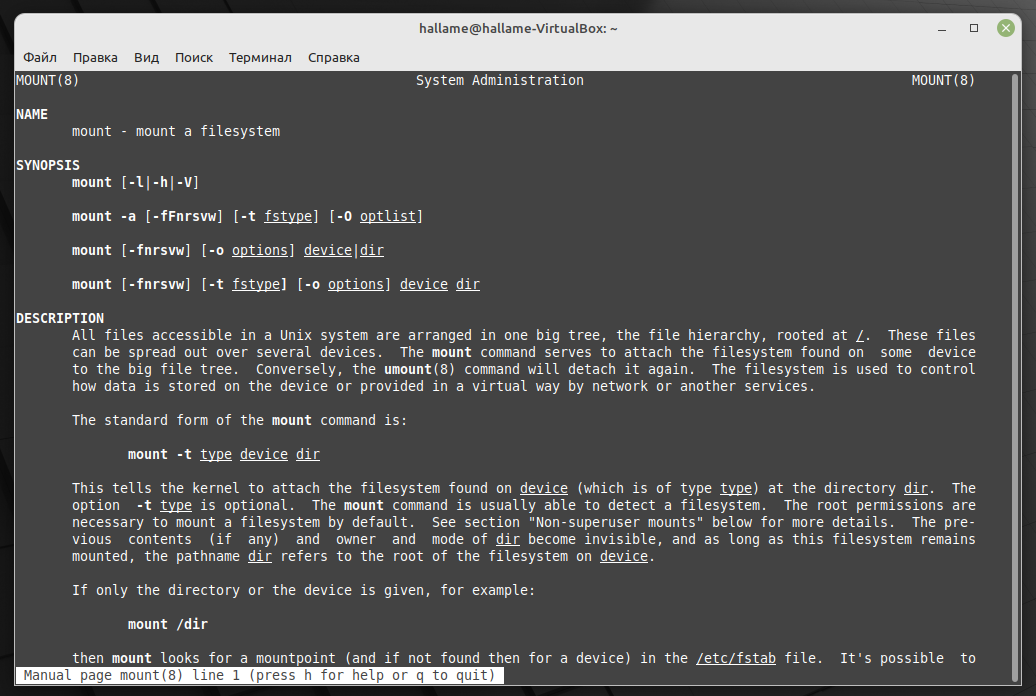 hallame@hallame-VirtualBox: ~
Файл Правка Вид Поиск Терминал Справка
MOUNT(8) System Administration MOUNT(8)
NAME
mount - mount a filesystem
SYNOPSIS
mount [-l|-h|-V]
mount -a [-fFnrsvw] [-t fstype] [-O optlist]
mount [-fnrsvw] [-o options] device|dir
mount [-fnrsvw] [-t fstype] [-o options] device dir
DESCRIPTION
All files accessible in a Unix system are arranged in one big tree, the file hierarchy, rooted at /. These files
can be spread out over several devices. The mount command serves to attach the filesystem found on some device
to the big file tree. Conversely, the umount(8) command will detach it again. The filesystem is used to control
how data is stored on the device or provided in a virtual way by network or another services.
The standard form of the mount command is:
mount -t type device dir
This tells the kernel to attach the filesystem found on device (which is of type type) at the directory dir. The
option -t type is optional. The mount command is usually able to detect a filesystem. The root permissions are
necessary to mount a filesystem by default. See section "Non-superuser mounts" below for more details. The pre-
vious contents (if any) and owner and mode of dir become invisible, and as long as this filesystem remains
mounted, the pathname dir refers to the root of the filesystem on device.
If only the directory or the device is given, for example:
mount /dir
then mount looks for a mountpoint (and if not found then for a device) in the /etc/fstab file. It's possible to
Manual page mount(8) line 1 (press h for help or q to quit)